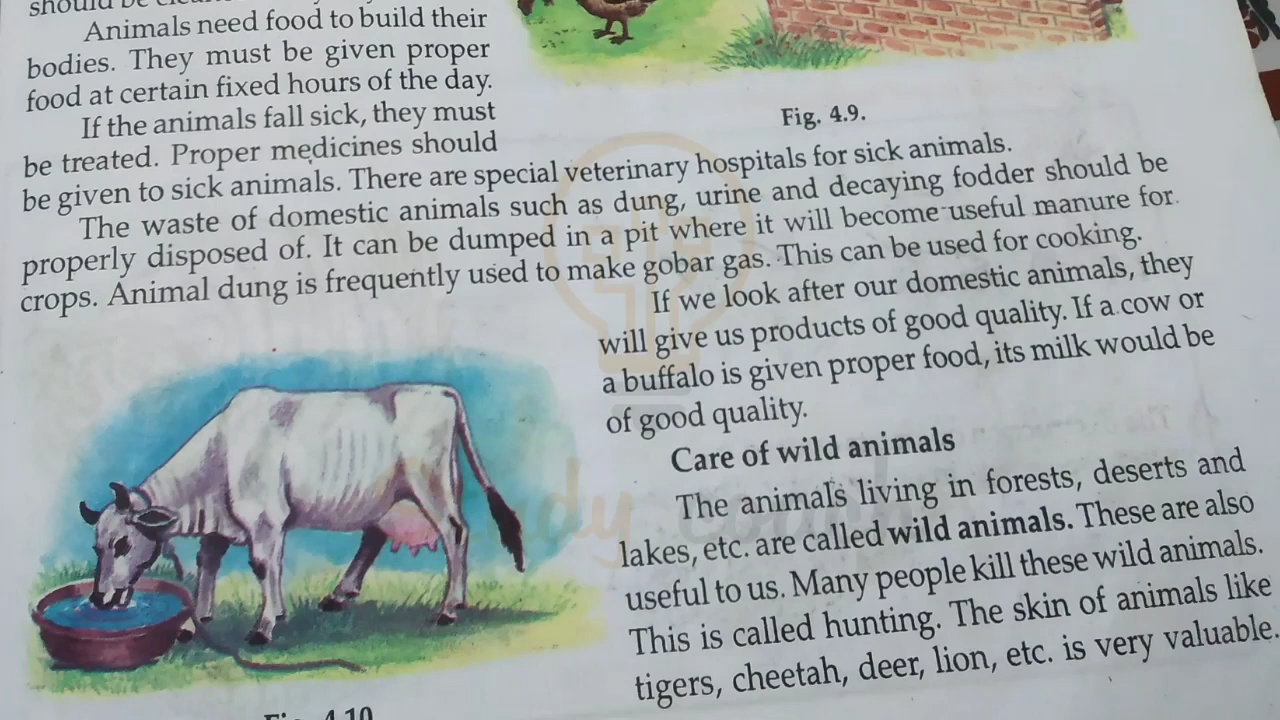 should be
Animals need food to build their
bodies. They must be given proper
food at certain fixed hours of the day.
If the animals fall sick, they must
be treated. Proper medicines should
be given to sick animals. There are special veterinary hospitals for sick animals.
Fig. 4.9.
The waste of domestic animals such as dung, urine and decaying fodder should be
properly disposed of. It can be dumped in a pit where it will become useful manure for
crops. Animal dung is frequently used to make gobar gas. This can be used for cooking.
If we look after our domestic animals, they
will give us products of good quality. If a cow or
a buffalo is given proper food, its milk would be
of good quality.
Care of wild animals
The animals living in forests, deserts and
lakes, etc. are called wild animals. These are also
useful to us. Many people kill these wild animals.
This is called hunting. The skin of animals like
tigers, cheetah, deer, lion, etc. is very valuable.
Fig. 4.10